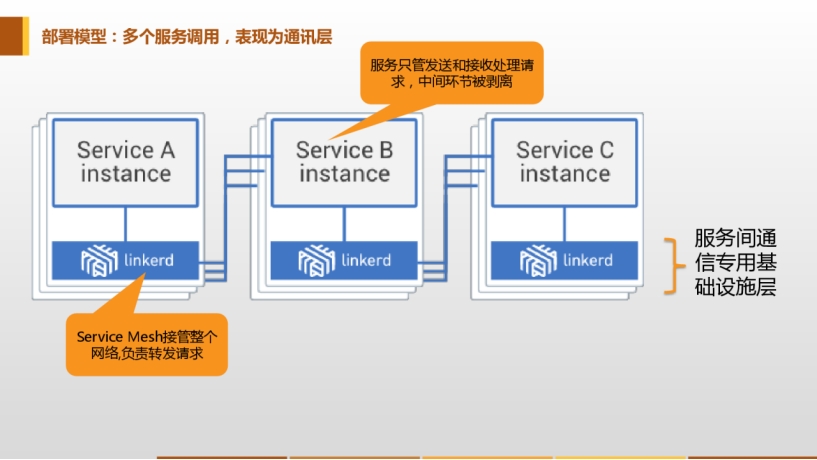 部署模型：多个服务调用，表现为通讯层
服务只管发送和接收处理请
求，中间环节被剥离
Service A
instance
Service B
instance
Service C
instance
linkerd
linkerd
linkerd
服务间通
信专用基
础设施层
Service Mesh接管整个
网络,负责转发请求